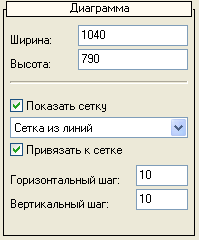 Диаграмма
Ширина: 1040
Высота: 790
Показать сетку
Сетка из линий
Привязать к сетке
Горизонтальный шаг: 10
Вертикальный шаг: 10